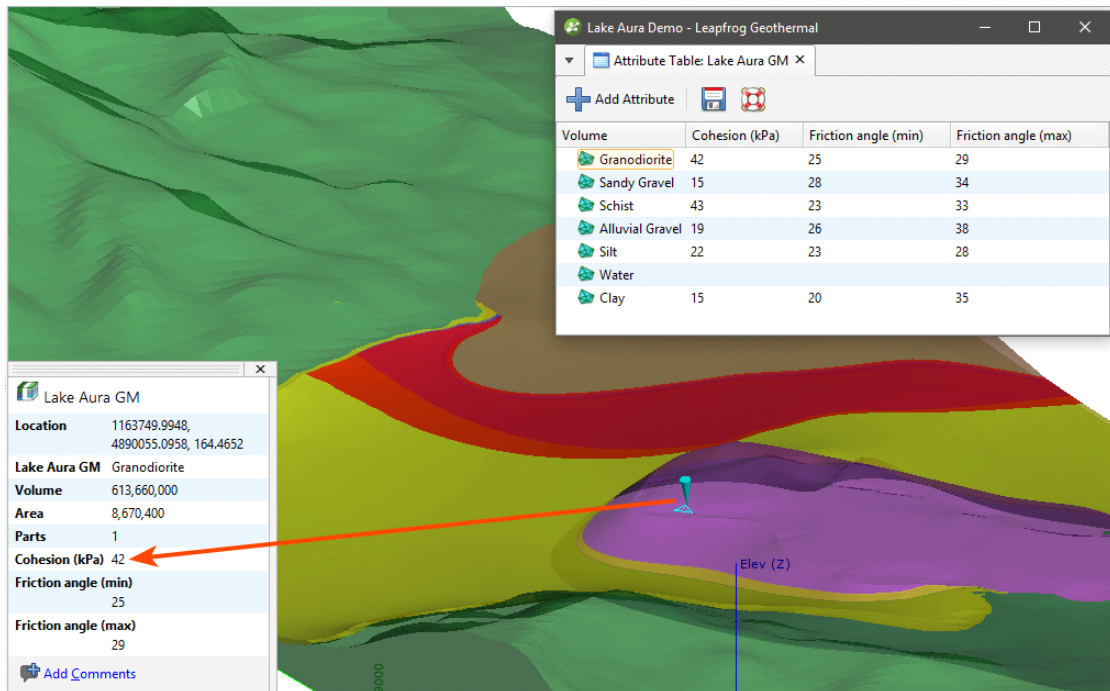 Lake Aura Demo - Leapfrog Geothermal
Attribute Table: Lake Aura GM
Add Attribute
Volume Cohesion (kPa) Friction angle (min) Friction angle (max)
Granodiorite 42 25 29
Sandy Gravel 15 28 34
Schist 43 23 33
Alluvial Gravel 19 26 38
Silt 22 23 28
Water
Clay 15 20 35
Lake Aura GM
Location 1163749.9948,
4890055.0958, 164.4652
Lake Aura GM Granodiorite
Volume 613,660,000
Area 8,670,400
Parts 1
Cohesion (kPa) 42
Friction angle (min)
25
Friction angle (max)
29
Add Comments
Elev (Z)